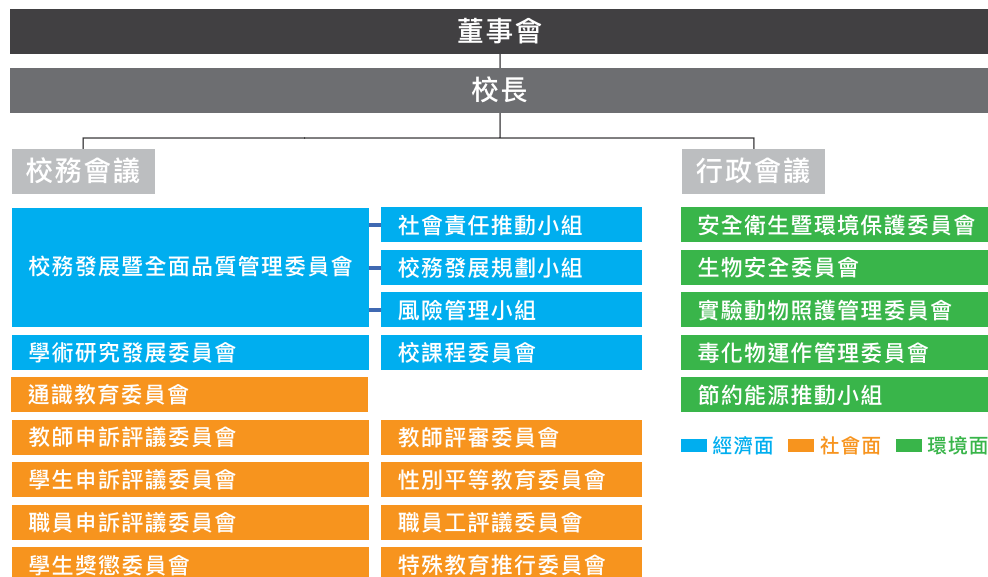 董事會
校長
校務會議
行政會議
校務發展暨全面品質管理委員會
社會責任推動小組
校務發展規劃小組
風險管理小組
學術研究發展委員會
校課程委員會
通識教育委員會
教師申訴評議委員會
教師評審委員會
學生申訴評議委員會
性別平等教育委員會
職員申訴評議委員會
職員工評議委員會
學生獎懲委員會
特殊教育推行委員會
安全衛生暨環境保護委員會
生物安全委員會
實驗動物照護管理委員會
毒化物運作管理委員會
節約能源推動小組
經濟面
社會面
環境面